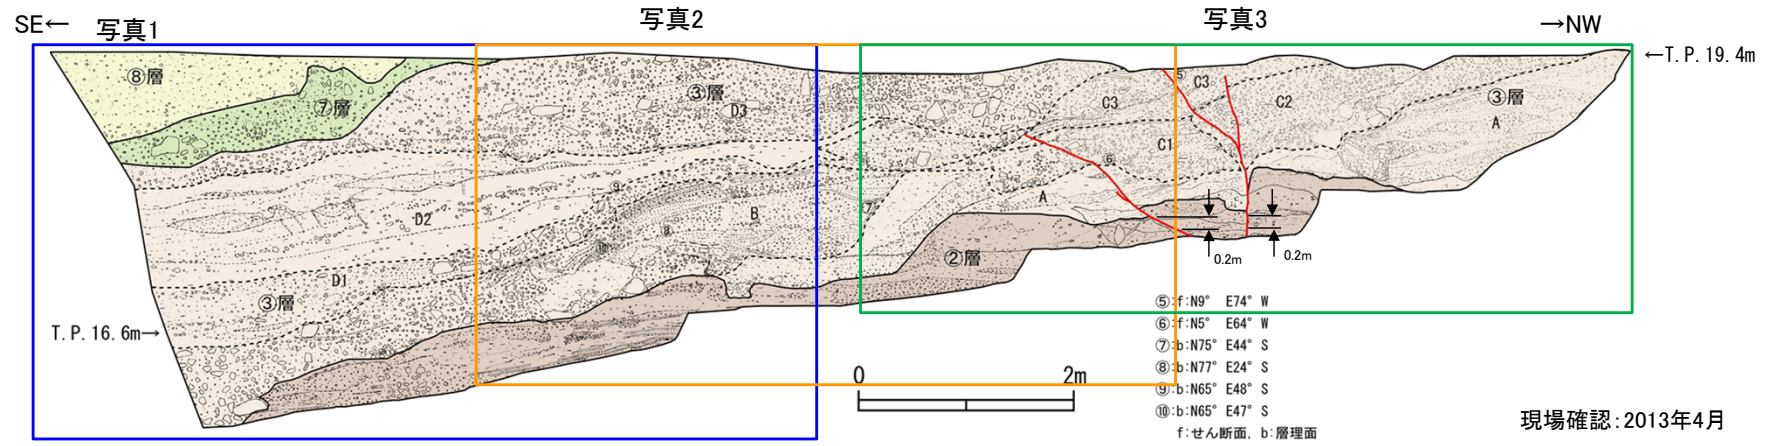 SE← 写真1 写真2 写真3 →NW
←T.P.19.4m
⑧層
⑦層
③層
D3
C3
⑤
C3
C2
③層
A
C1
⑥
⑨
D2
B
⑦
A
⑧
⑩
②層
0.2m
0.2m
D1
③層
T.P.16.6m→
⑤:f:N9° E74° W
⑥:f:N5° E64° W
⑦:b:N75° E44° S
⑧:b:N77° E24° S
⑨:b:N65° E48° S
⑩:b:N65° E47° S
f:せん断面, b:層理面
0 2m
現場確認:2013年4月